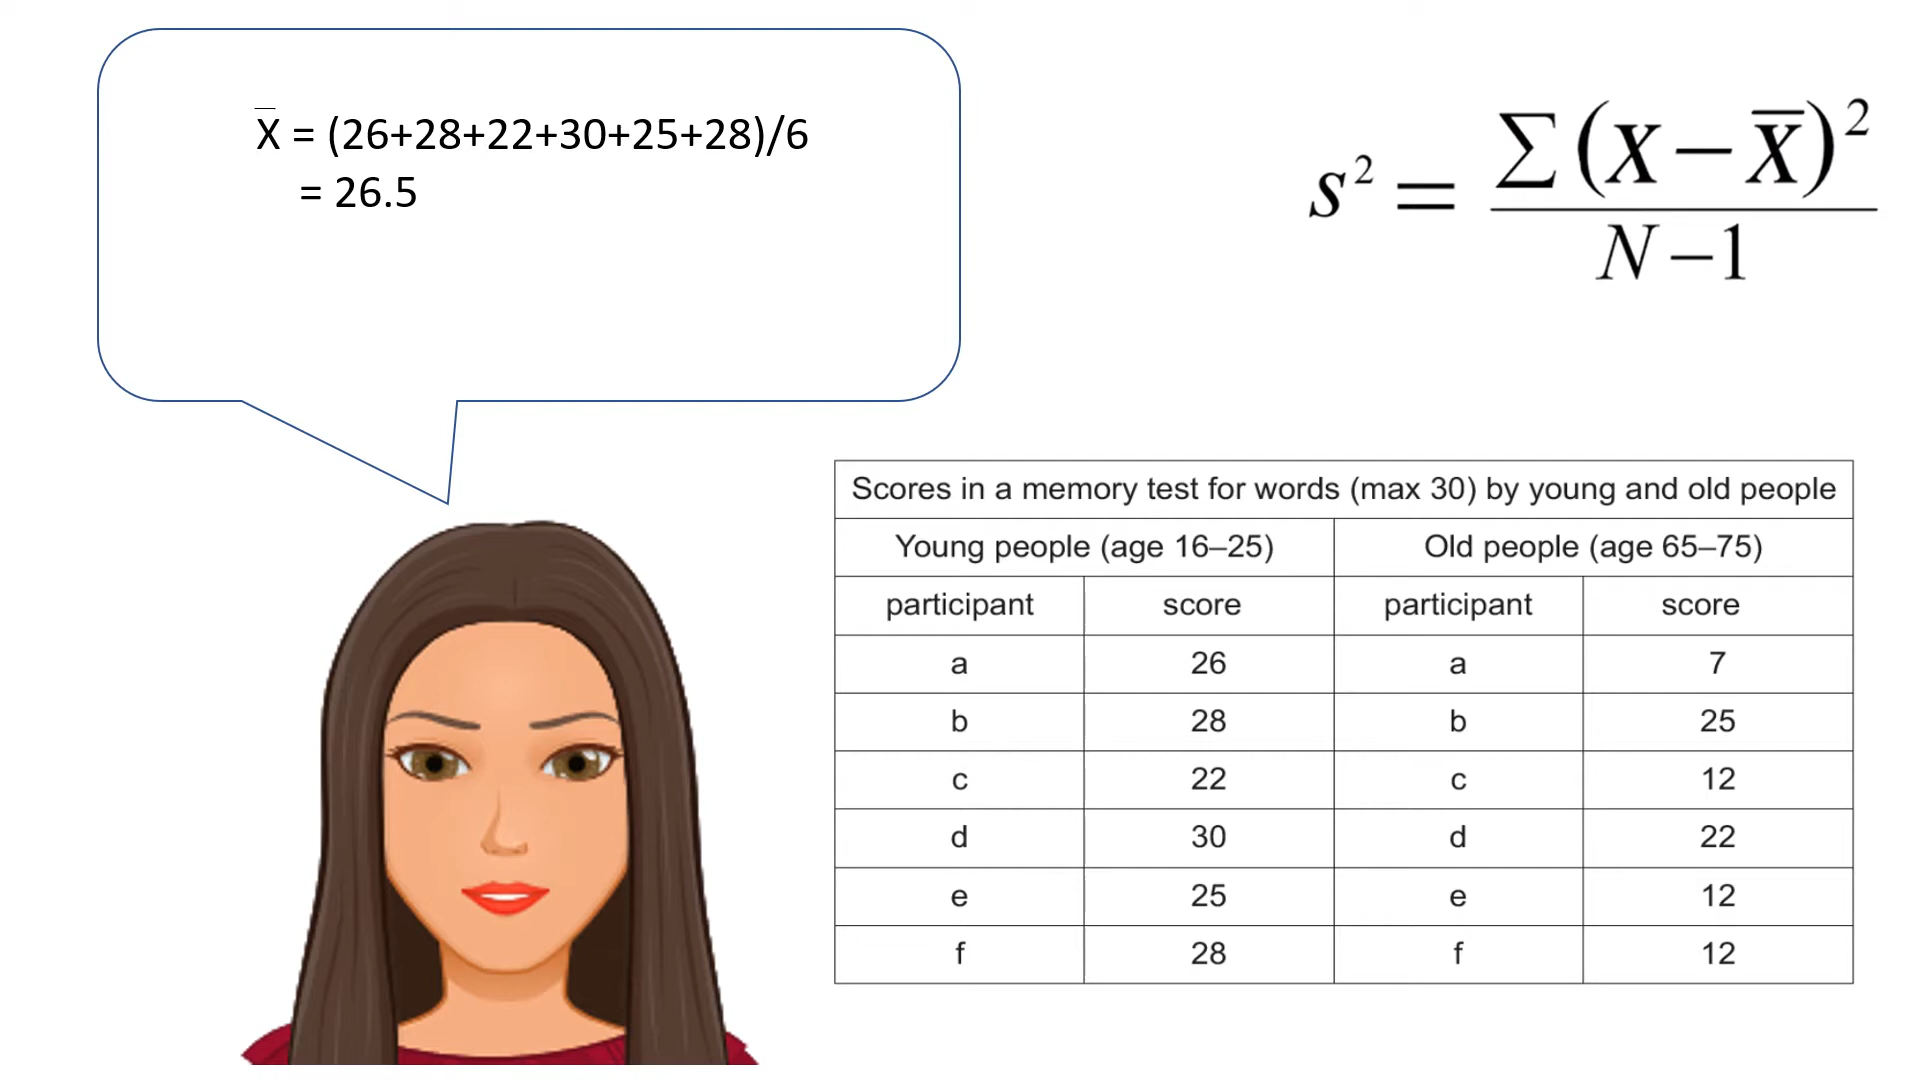 X̅ = (26+28+22+30+25+28)/6
= 26.5
s² = ∑(X−X̅)² / N−1
Scores in a memory test for words (max 30) by young and old people
Young people (age 16–25) Old people (age 65–75)
participant score participant score
a 26 a 7
b 28 b 25
c 22 c 12
d 30 d 22
e 25 e 12
f 28 f 12